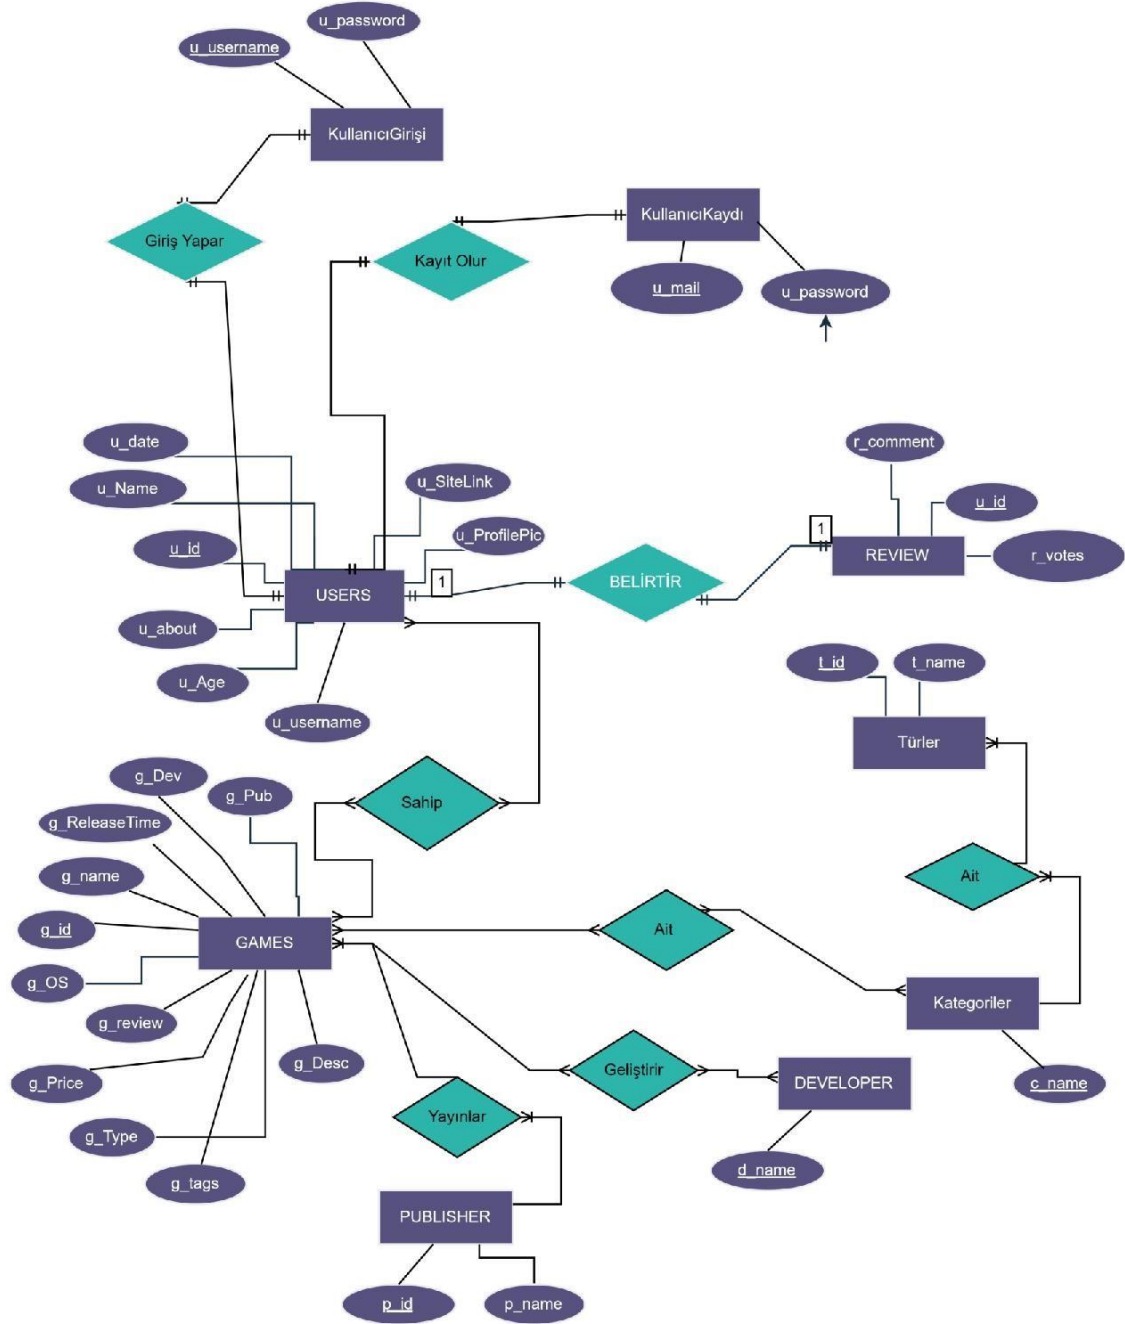 u_password
u_username
KullanıcıGirişi
KullanıcıKaydı
Giriş Yapar
Kayıt Olur
u_mail
u_password
u_date
r_comment
u_SiteLink
u_Name
u_id
1
u_id
u_ProfilePic
REVIEW
r_votes
1
BELİRTİR
USERS
u_about
t_id
t_name
u_Age
u_username
Türler
g_Dev
g_Pub
Sahip
g_ReleaseTime
g_name
Ait
g_id
Ait
GAMES
g_OS
Kategoriler
g_review
g_Desc
Geliştirir
g_Price
DEVELOPER
c_name
Yayınlar
g_Type
d_name
g_tags
PUBLISHER
p_id
p_name